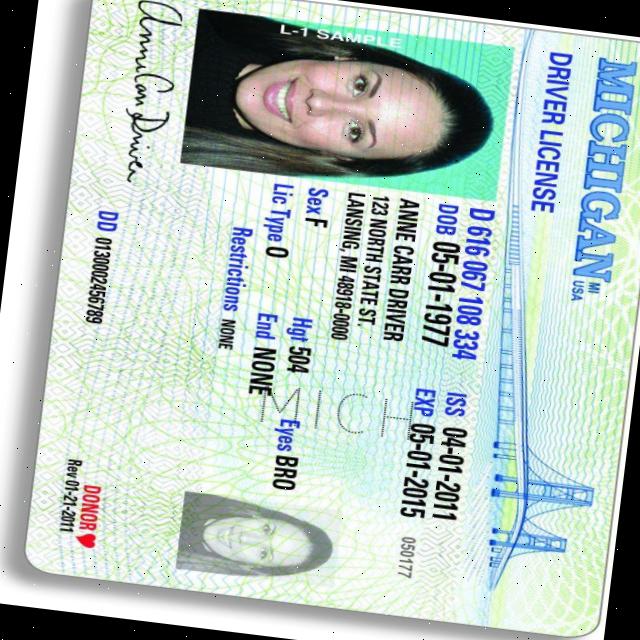 MICHIGAN MI USA
DRIVER LICENSE
L-1 SAMPLE
D 616 067 108 334 ISS 04-01-2011
DOB 05-01-1977 EXP 05-01-2015
050177
ANNE CARR DRIVER
123 NORTH STATE ST.
LANSING, MI 48918-0000
MICH
Sex F Hgt 504 Eyes BRO
Lic Type O End NONE
Restrictions NONE
Anne Carr Driver
DD 0130002456789
DONOR
Rev 01-21-2011